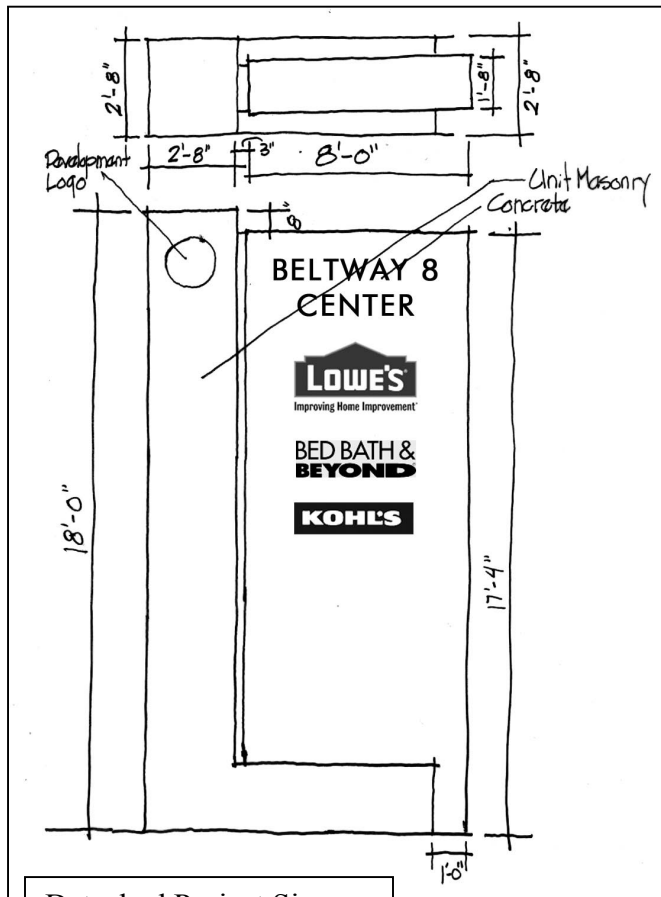 2'-8"
1'-8"
2'-8"
2'-8"
3"
8'-0"
Development
Logo
Unit Masonry
Concrete
8"
BELTWAY 8
CENTER
LOWE'S
Improving Home Improvement
BED BATH &
BEYOND
KOHL'S
18'-0"
17'-4"
1'-0"